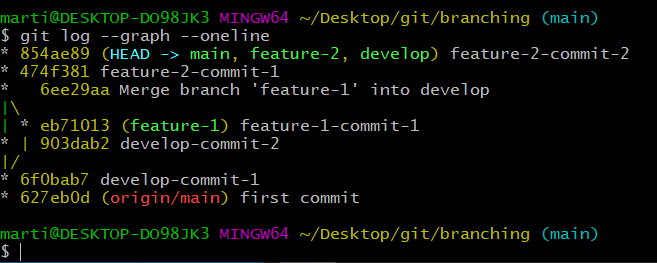 marti@DESKTOP-DO98JK3 MINGW64 ~/Desktop/git/branching (main)
$ git log --graph --oneline
* 854ae89 (HEAD -> main, feature-2, develop) feature-2-commit-2
* 474f381 feature-2-commit-1
*   6ee29aa Merge branch 'feature-1' into develop
|\
| * eb71013 (feature-1) feature-1-commit-1
* | 903dab2 develop-commit-2
|/
* 6f0bab7 develop-commit-1
* 627eb0d (origin/main) first commit
marti@DESKTOP-DO98JK3 MINGW64 ~/Desktop/git/branching (main)
$